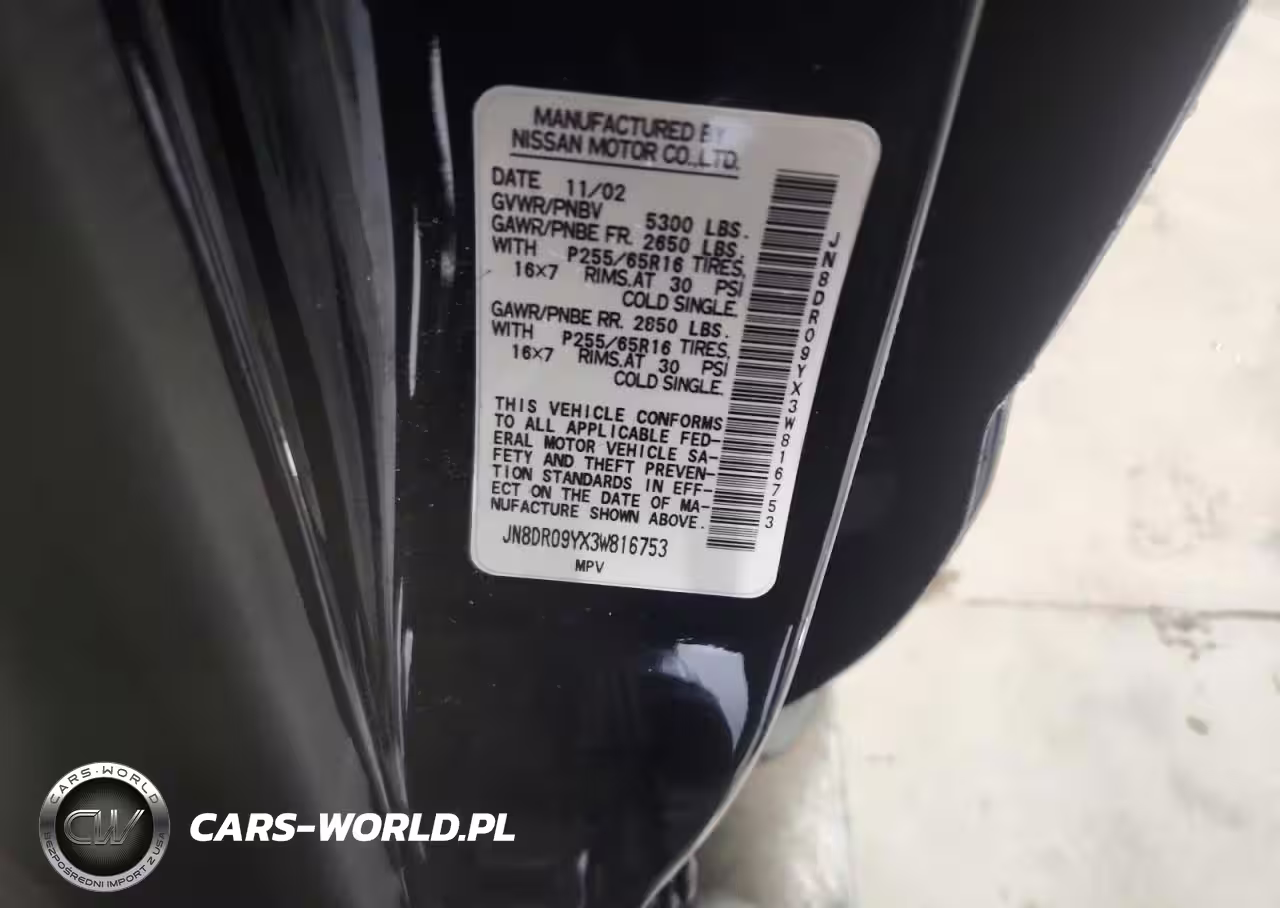 MANUFACTURED BY
NISSAN MOTOR CO.,LTD.
DATE 11/02
GVWR/PNBV 5300 LBS.
GAWR/PNBE FR. 2650 LBS.
WITH P255/65R16 TIRES,
16×7 RIMS.AT 30 PSI
COLD SINGLE.
GAWR/PNBE RR. 2850 LBS.
WITH P255/65R16 TIRES,
16×7 RIMS.AT 30 PSI
COLD SINGLE.
THIS VEHICLE CONFORMS
TO ALL APPLICABLE FED-
ERAL MOTOR VEHICLE SA-
FETY AND THEFT PREVEN-
TION STANDARDS IN EFF-
ECT ON THE DATE OF MA-
NUFACTURE SHOWN ABOVE.
JN8DR09YX3W816753
MPV
JN8DR09YX3W816753
CARS-WORLD
CW
BEZPOŚREDNI IMPORT Z USA
CARS-WORLD.PL